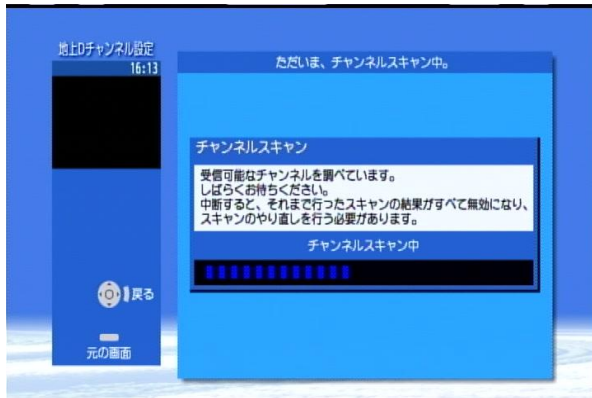 地上Dチャンネル設定
16:13
ただいま、チャンネルスキャン中。
チャンネルスキャン
受信可能なチャンネルを調べています。
しばらくお待ちください。
中断すると、それまで行ったスキャンの結果がすべて無効になり、
スキャンのやり直しを行う必要があります。
チャンネルスキャン中
戻る
元の画面